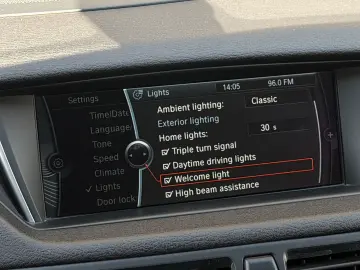 Lights
14:05
96.0 FM
Settings
Time/Date
Language/
Tone
Speed
Climate
Lights
Door lock
Ambient lighting: Classic
Exterior lighting
Home lights: 30 s
Triple turn signal
Daytime driving lights
Welcome light
High beam assistance